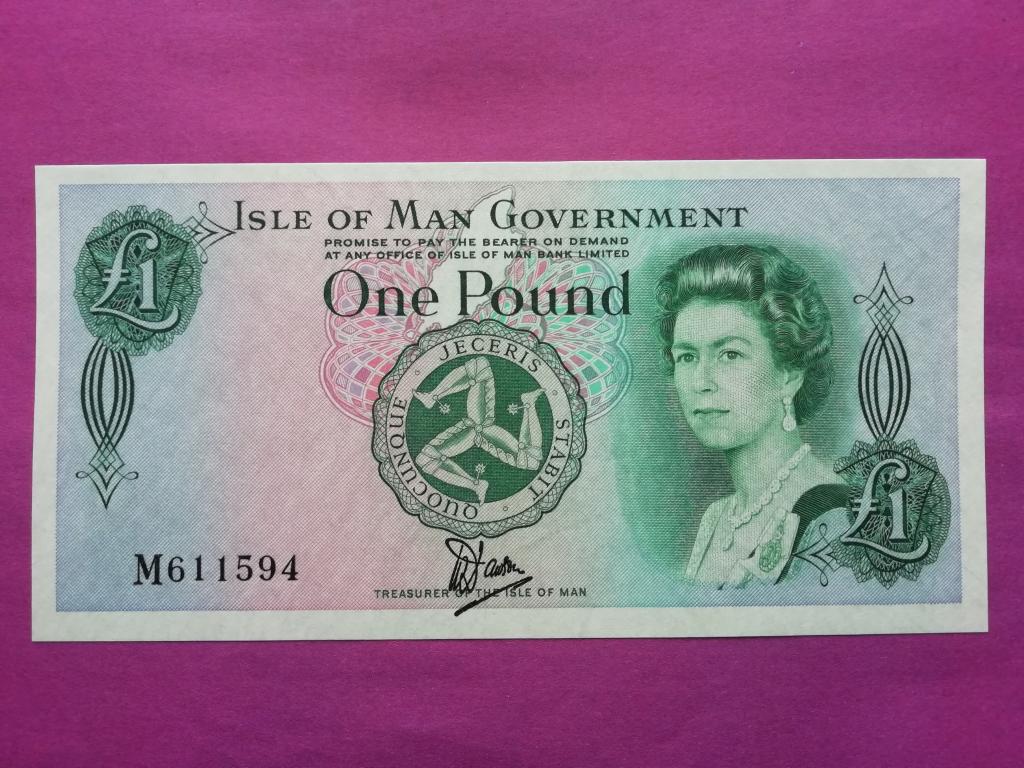 £1
ISLE OF MAN GOVERNMENT
PROMISE TO PAY THE BEARER ON DEMAND
AT ANY OFFICE OF ISLE OF MAN BANK LIMITED
One Pound
QUOCUNQUE · JECERIS · STABIT ·
£1
M611594
TREASURER OF THE ISLE OF MAN